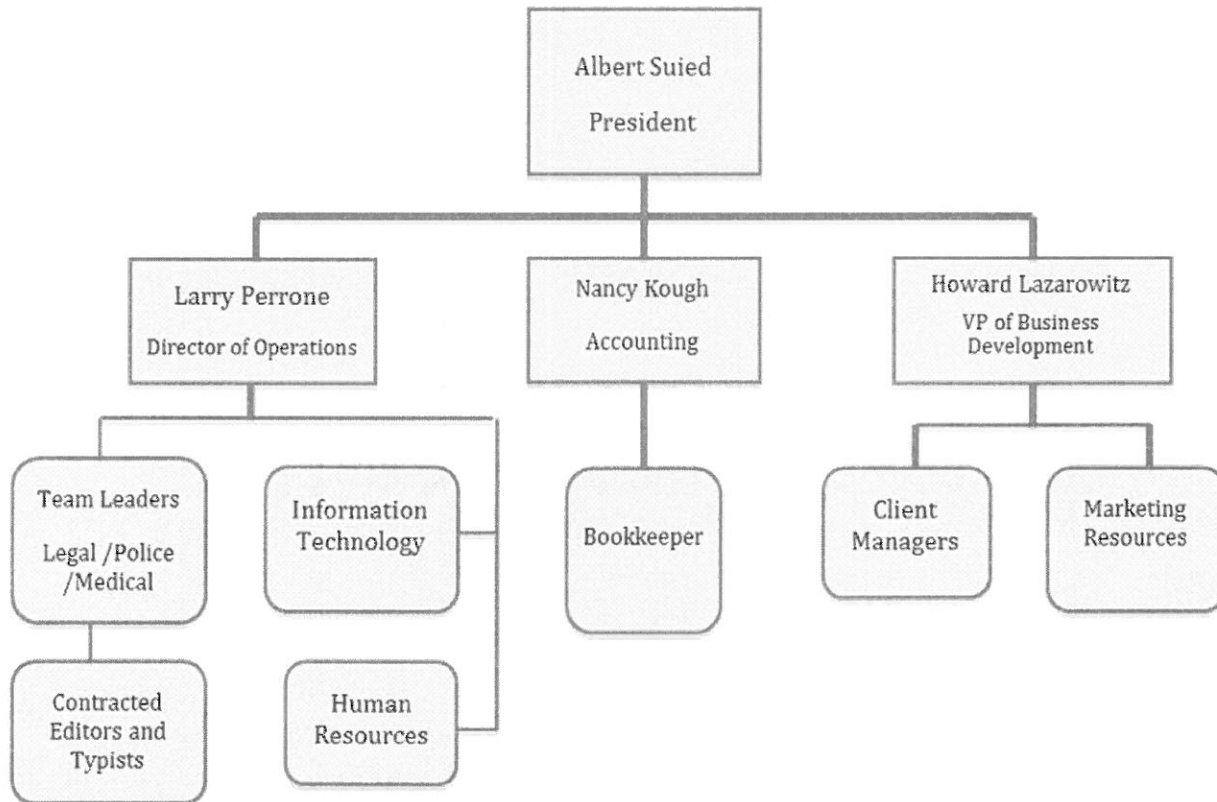 Albert Suied
President
Larry Perrone
Director of Operations
Nancy Kough
Accounting
Howard Lazarowitz
VP of Business
Development
Team Leaders
Legal /Police
/Medical
Information
Technology
Bookkeeper
Client
Managers
Marketing
Resources
Contracted
Editors and
Typists
Human
Resources